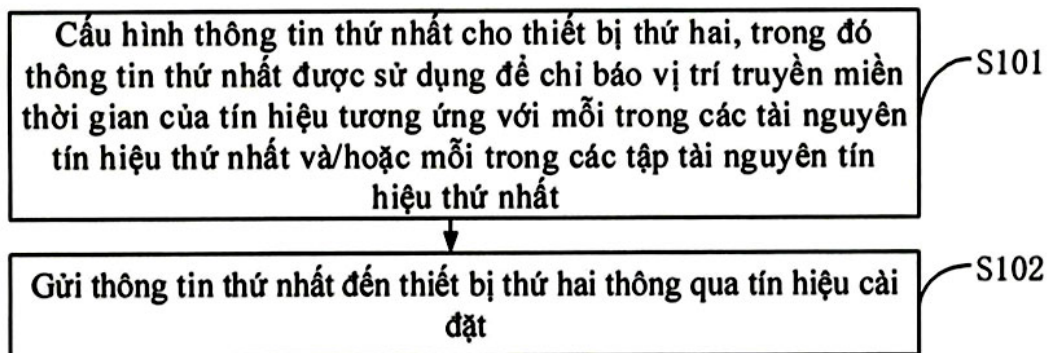 Cấu hình thông tin thứ nhất cho thiết bị thứ hai, trong đó
thông tin thứ nhất được sử dụng để chỉ báo vị trí truyền miền
thời gian của tín hiệu tương ứng với mỗi trong các tài nguyên
tín hiệu thứ nhất và/hoặc mỗi trong các tập tài nguyên tín
hiệu thứ nhất
S101
Gửi thông tin thứ nhất đến thiết bị thứ hai thông qua tín hiệu cài
đặt
S102